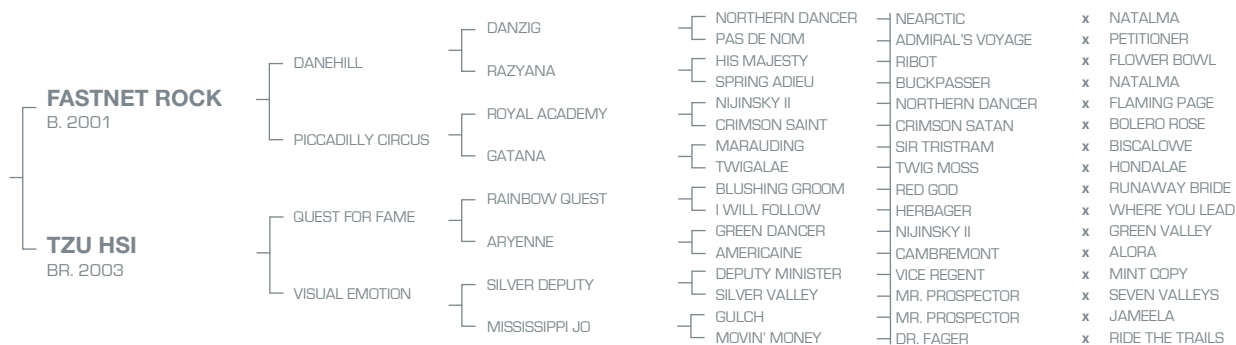 FASTNET ROCK
B. 2001
TZU HSI
BR. 2003
DANEHILL
PICCADILLY CIRCUS
QUEST FOR FAME
VISUAL EMOTION
DANZIG
RAZYANA
ROYAL ACADEMY
GATANA
RAINBOW QUEST
ARYENNE
SILVER DEPUTY
MISSISSIPPI JO
NORTHERN DANCER
PAS DE NOM
HIS MAJESTY
SPRING ADIEU
NIJINSKY II
CRIMSON SAINT
MARAUDING
TWIGALAE
BLUSHING GROOM
I WILL FOLLOW
GREEN DANCER
AMERICAINE
DEPUTY MINISTER
SILVER VALLEY
GULCH
MOVIN' MONEY
NEARCTIC x NATALMA
ADMIRAL'S VOYAGE x PETITIONER
RIBOT x FLOWER BOWL
BUCKPASSER x NATALMA
NORTHERN DANCER x FLAMING PAGE
CRIMSON SATAN x BOLERO ROSE
SIR TRISTRAM x BISCALOWE
TWIG MOSS x HONDALAE
RED GOD x RUNAWAY BRIDE
HERBAGER x WHERE YOU LEAD
NIJINSKY II x GREEN VALLEY
CAMBREMONT x ALORA
VICE REGENT x MINT COPY
MR. PROSPECTOR x SEVEN VALLEYS
MR. PROSPECTOR x JAMEELA
DR. FAGER x RIDE THE TRAILS